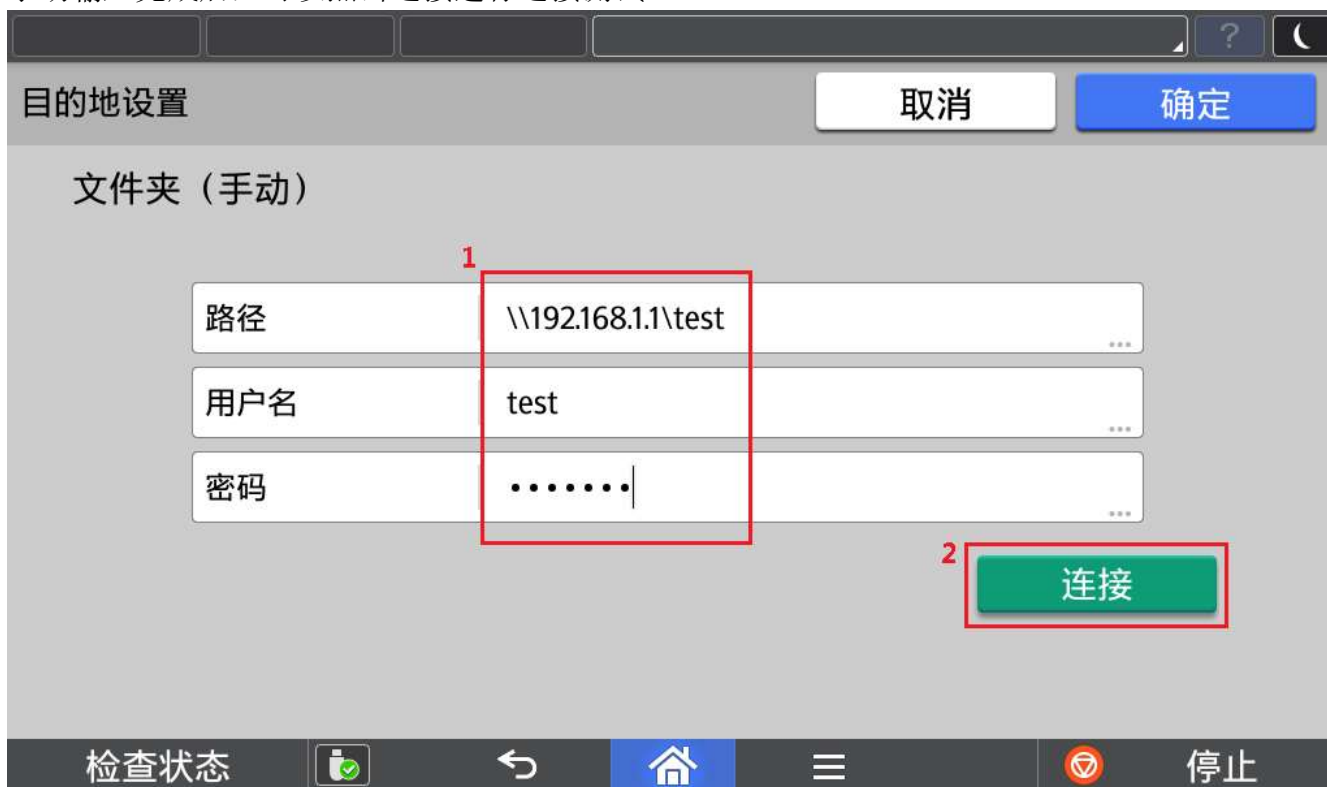 目的地设置
取消
确定
文件夹（手动）
1
路径
\\192.168.1.1\test
用户名
test
密码
•••••••
2
连接
检查状态
停止